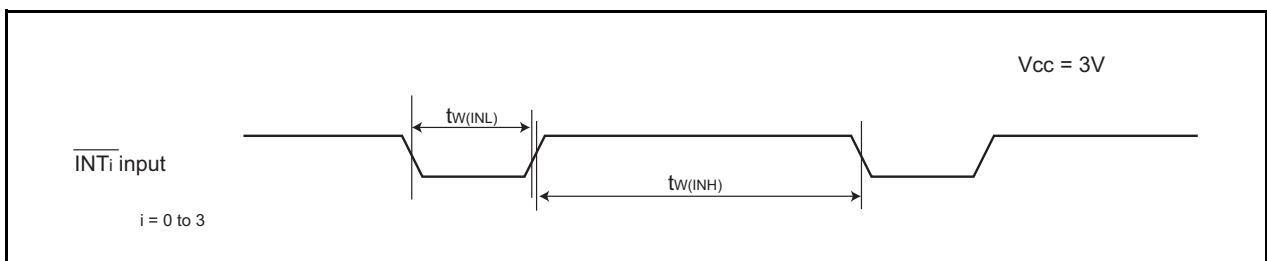 Vcc = 3V
tW(INL)
INTi input
tW(INH)
i = 0 to 3